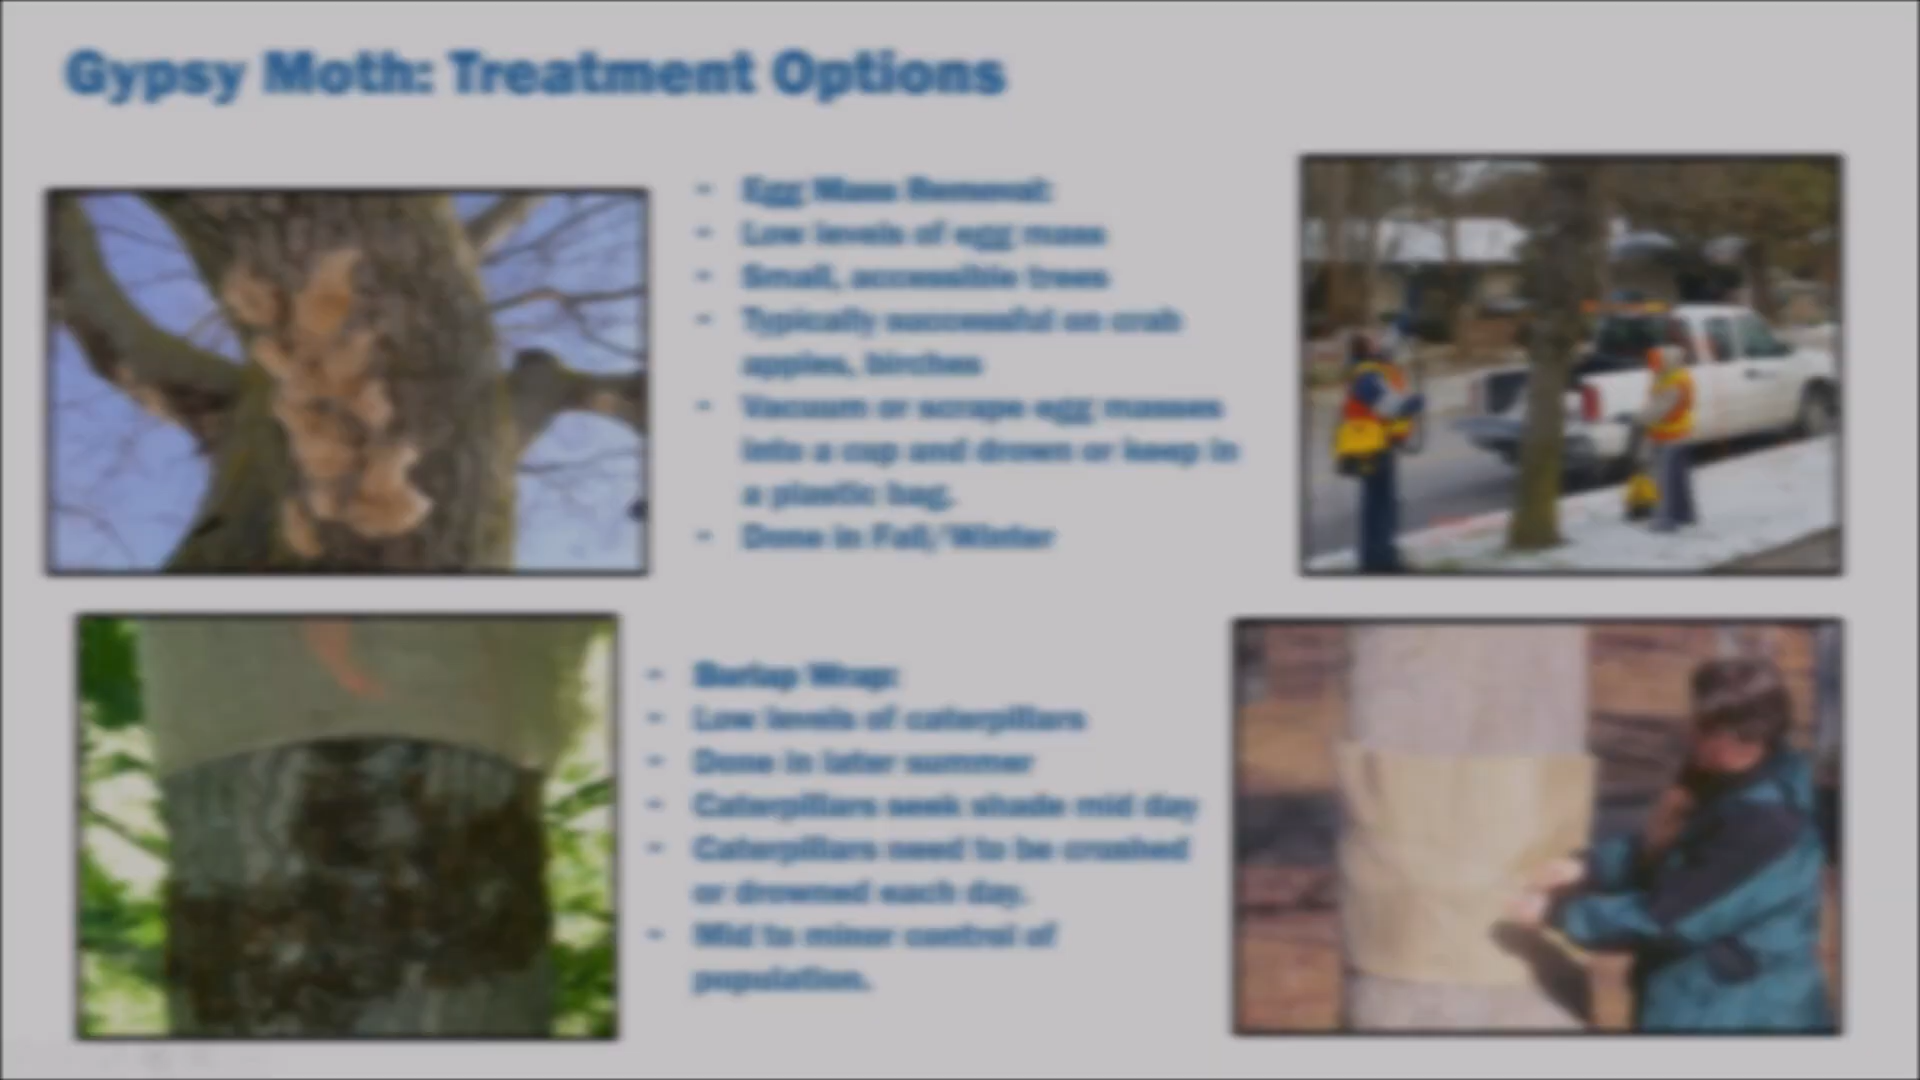 Gypsy Moth: Treatment Options
- Egg Mass Removal:
- Low levels of egg mass
- Small, accessible trees
- Typically successful on crab
apples, birches
- Vacuum or scrape egg masses
into a cup and drown or keep in
a plastic bag.
- Done in Fall/Winter
- Burlap Wrap:
- Low levels of caterpillars
- Done in later summer
- Caterpillars seek shade mid day
- Caterpillars need to be crushed
or drowned each day.
- Mid to minor control of
population.